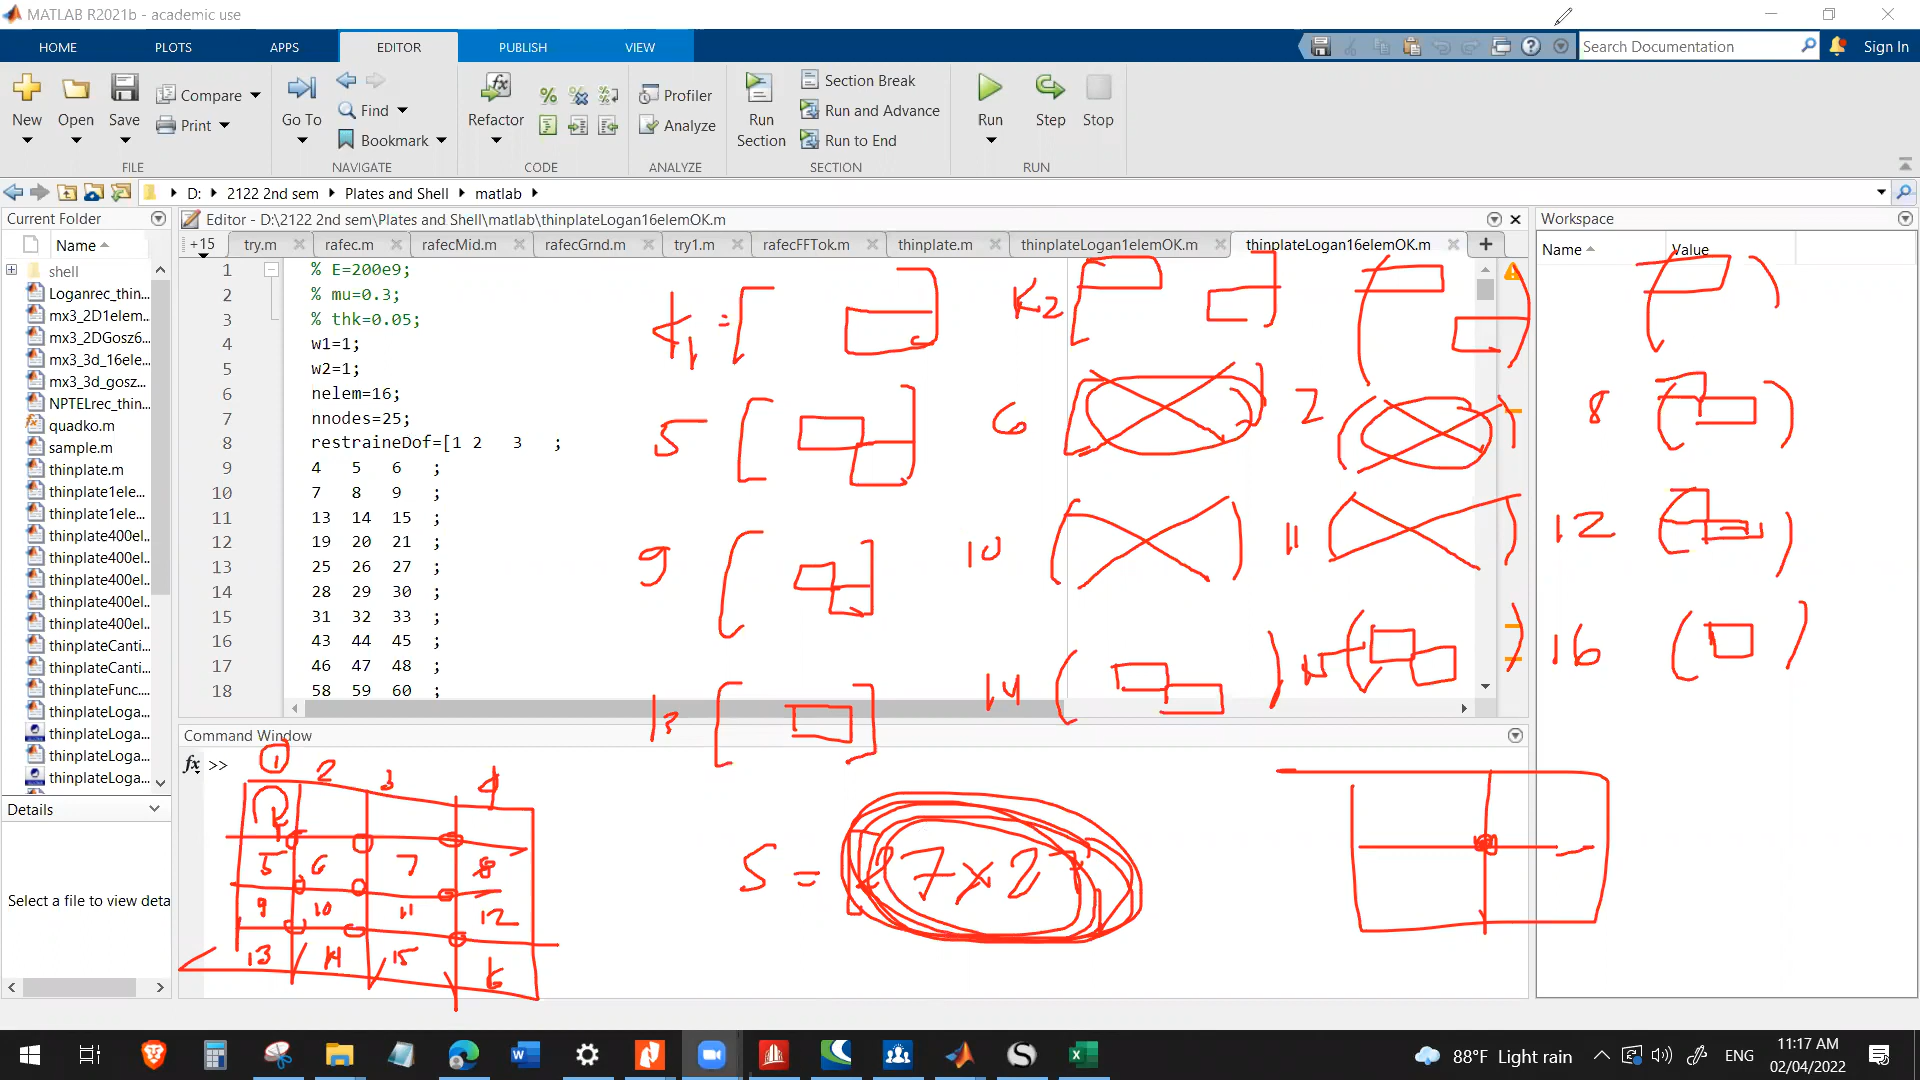 MATLAB R2021b - academic use
HOME PLOTS APPS EDITOR PUBLISH VIEW
Search Documentation
Sign In
New
Open
Save
Compare
Print
FILE
Go To
Find
Bookmark
NAVIGATE
Refactor
CODE
Profiler
Analyze
ANALYZE
Run Section
Section Break
Run and Advance
Run to End
SECTION
Run
Step
Stop
RUN
D: 2122 2nd sem Plates and Shell matlab
Current Folder
Name
shell
Loganrec_thin...
mx3_2D1elem...
mx3_2DGosz6...
mx3_3d_16ele...
mx3_3d_gosz...
NPTELrec_thin...
quadko.m
sample.m
thinplate.m
thinplate1ele...
thinplate1ele...
thinplate400el...
thinplate400el...
thinplate400el...
thinplate400el...
thinplate400el...
thinplateCanti...
thinplateCanti...
thinplateFunc...
thinplateLoga...
thinplateLoga...
thinplateLoga...
thinplateLoga...
Details
Select a file to view deta
Editor - D:\2122 2nd sem\Plates and Shell\matlab\thinplateLogan16elemOK.m
+15 try.m rafec.m rafecMid.m rafecGrnd.m try1.m rafecFFTok.m thinplate.m thinplateLogan1elemOK.m thinplateLogan16elemOK.m
1 % E=200e9;
2 % mu=0.3;
3 % thk=0.05;
4 w1=1;
5 w2=1;
6 nelem=16;
7 nnodes=25;
8 restraineDof=[1 2 3 ;
9 4 5 6 ;
10 7 8 9 ;
11 13 14 15 ;
12 19 20 21 ;
13 25 26 27 ;
14 28 29 30 ;
15 31 32 33 ;
16 43 44 45 ;
17 46 47 48 ;
18 58 59 60 ;
K1 = K2
5 6 8
9 10 11 12
13 14 15 16
Command Window
fx >>
1 2 3 4
5 6 7 8
9 10 11 12
13 14 15 16
S = 27x27
Workspace
Name Value
88°F Light rain
ENG
11:17 AM
02/04/2022